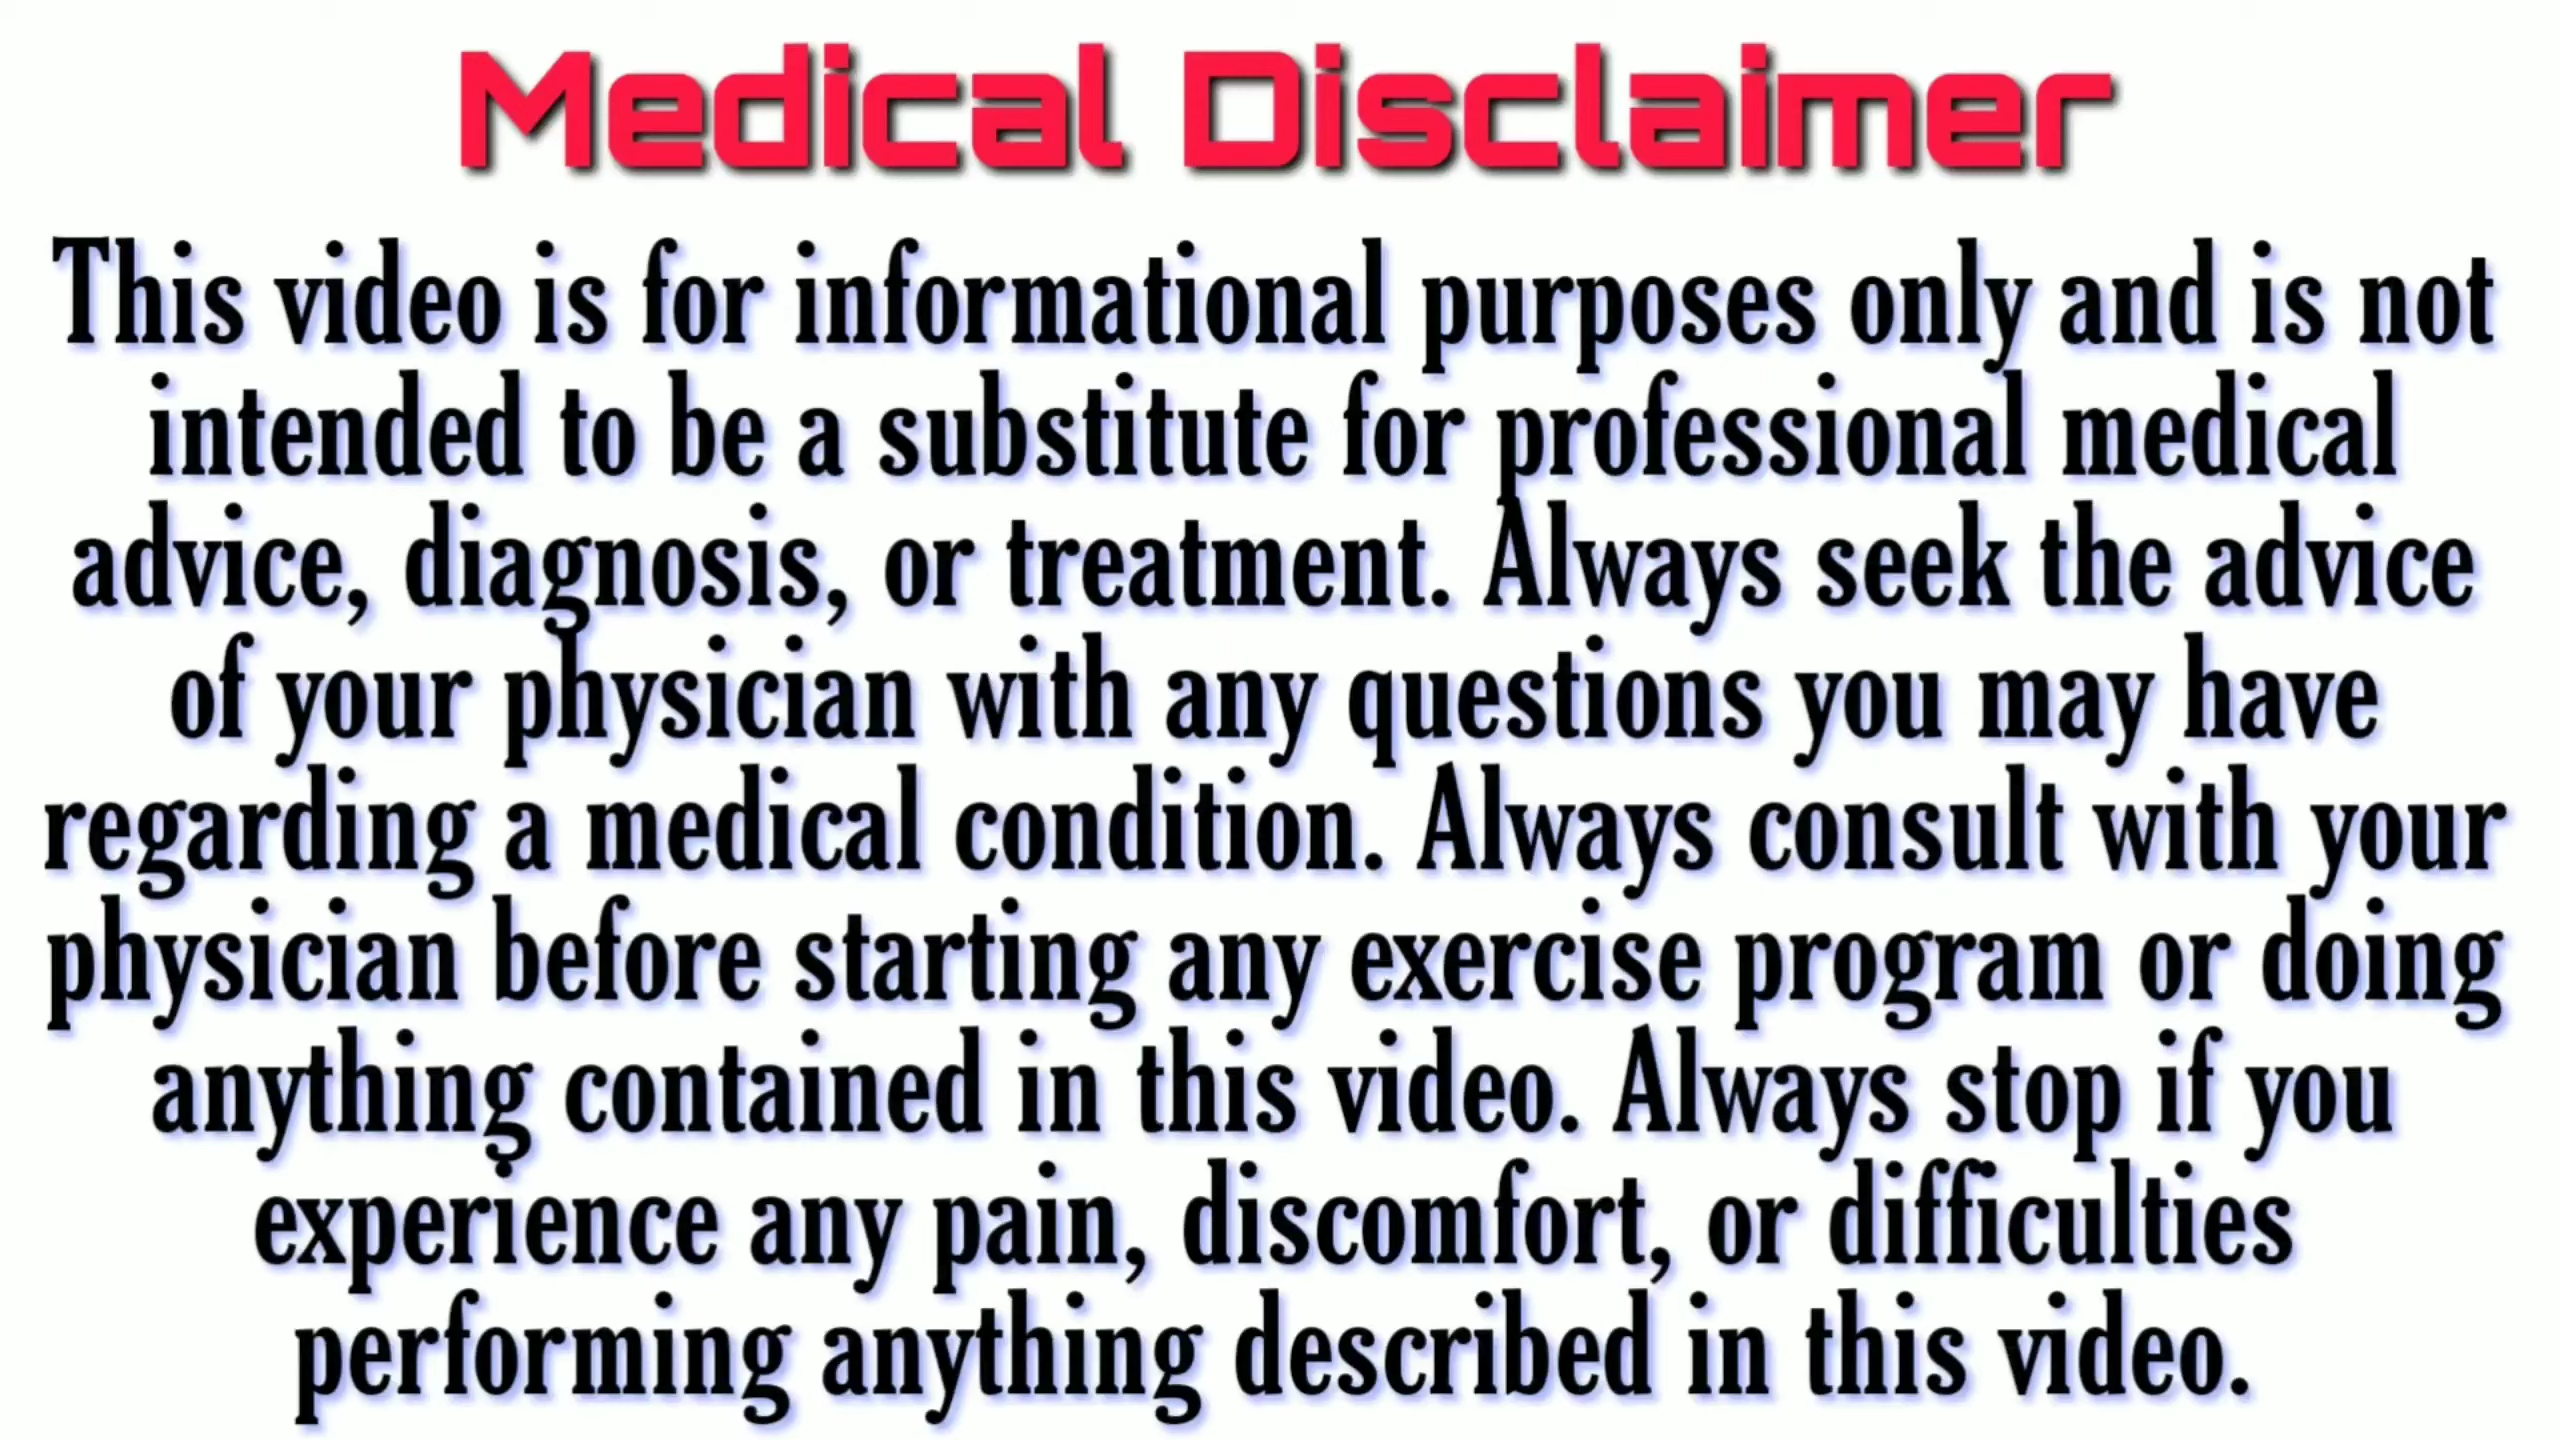 Medical Disclaimer
This video is for informational purposes only and is not
intended to be a substitute for professional medical
advice, diagnosis, or treatment. Always seek the advice
of your physician with any questions you may have
regarding a medical condition. Always consult with your
physician before starting any exercise program or doing
anything contained in this video. Always stop if you
experience any pain, discomfort, or difficulties
performing anything described in this video.